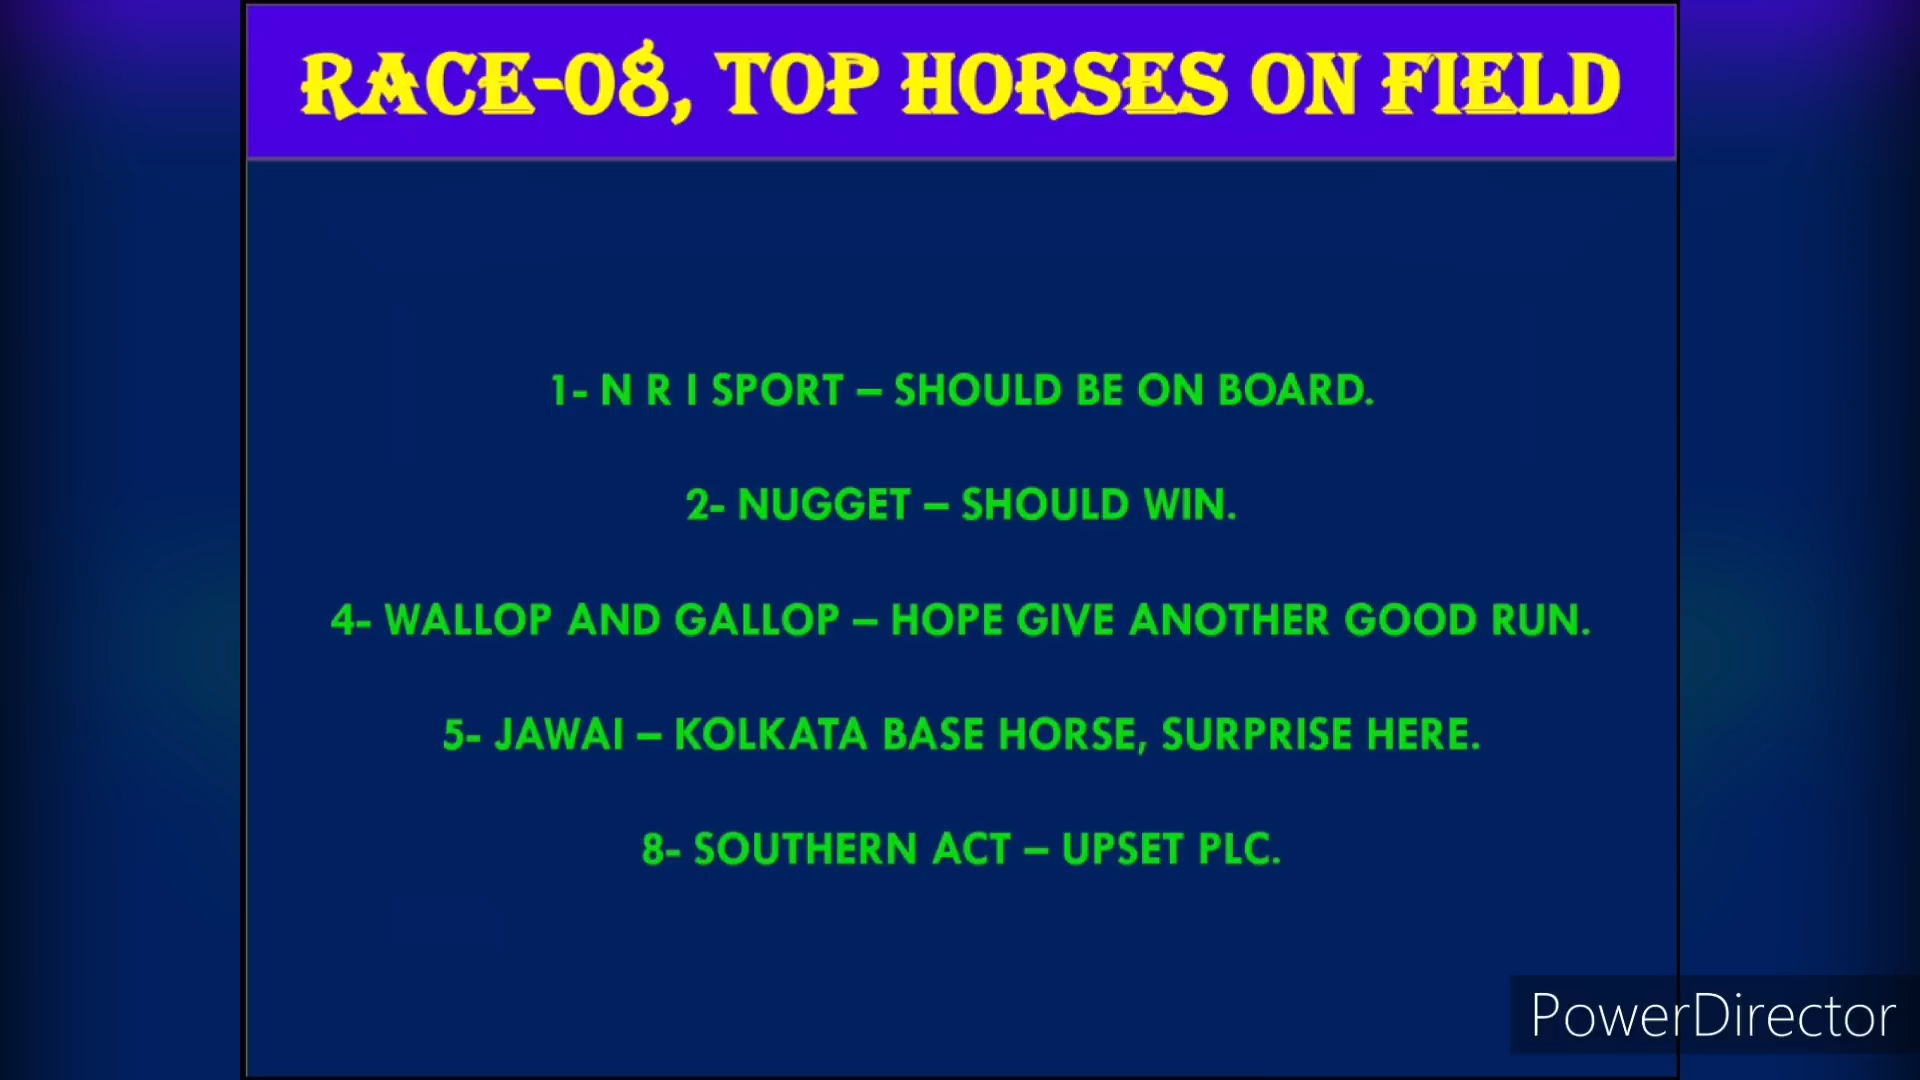 RACE-08, TOP HORSES ON FIELD
1- N R I SPORT – SHOULD BE ON BOARD.
2- NUGGET – SHOULD WIN.
4- WALLOP AND GALLOP – HOPE GIVE ANOTHER GOOD RUN.
5- JAWAI – KOLKATA BASE HORSE, SURPRISE HERE.
8- SOUTHERN ACT – UPSET PLC.
PowerDirector